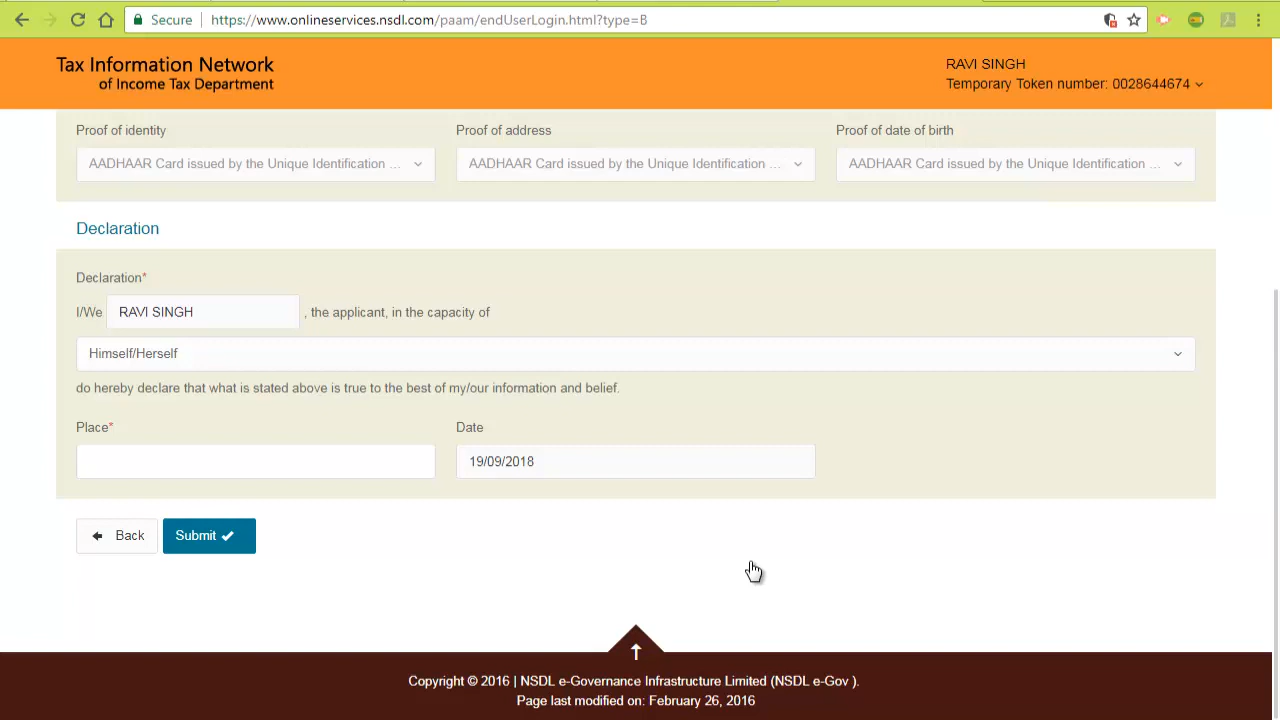 Secure https://www.onlineservices.nsdl.com/paam/endUserLogin.html?type=B
Tax Information Network
of Income Tax Department
RAVI SINGH
Temporary Token number: 0028644674
Proof of identity Proof of address Proof of date of birth
AADHAAR Card issued by the Unique Identification ... AADHAAR Card issued by the Unique Identification ... AADHAAR Card issued by the Unique Identification ...
Declaration
Declaration*
I/We RAVI SINGH , the applicant, in the capacity of
Himself/Herself
do hereby declare that what is stated above is true to the best of my/our information and belief.
Place* Date
19/09/2018
Back Submit
Copyright © 2016 | NSDL e-Governance Infrastructure Limited (NSDL e-Gov ).
Page last modified on: February 26, 2016